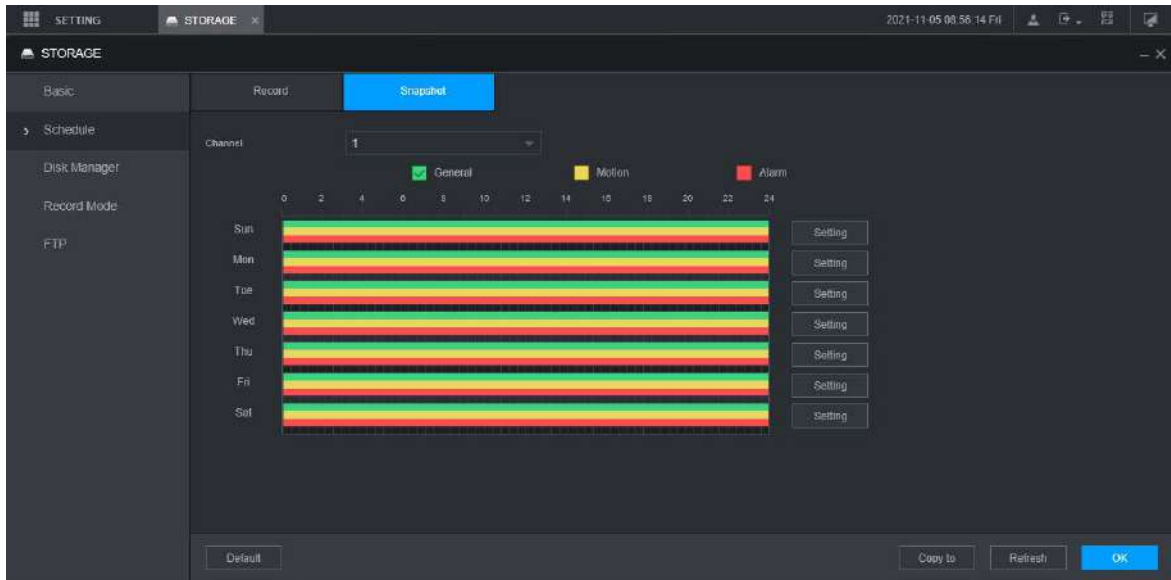 SETTING STORAGE × 2021-11-05 08:56:14 Fri
STORAGE
Basic Record Snapshot
Schedule
Channel 1
Disk Manager
General Motion Alarm
Record Mode
0 2 4 6 8 10 12 14 16 18 20 22 24
Sun Setting
FTP
Mon Setting
Tue Setting
Wed Setting
Thu Setting
Fri Setting
Sat Setting
Default Copy to Refresh OK